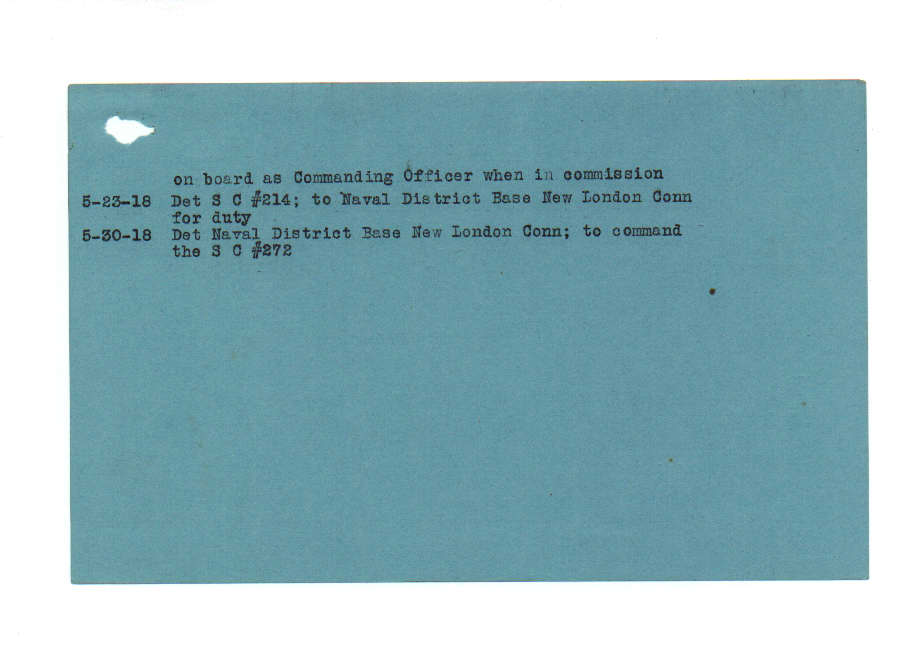 on board as Commanding Officer when in commission
5-23-18 Det S C #214; to Naval District Base New London Conn
for duty
5-30-18 Det Naval District Base New London Conn; to command
the S C #272